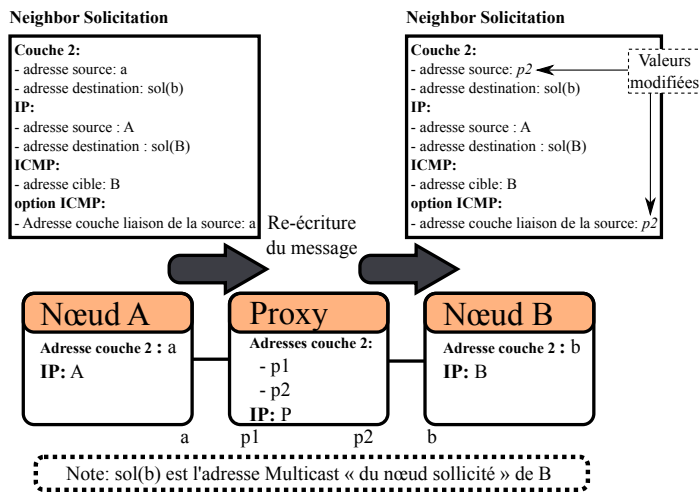 Neighbor Solicitation
Couche 2:
- adresse source: a
- adresse destination: sol(b)
IP:
- adresse source : A
- adresse destination : sol(B)
ICMP:
- adresse cible: B
option ICMP:
- Adresse couche liaison de la source: a
Neighbor Solicitation
Couche 2:
- adresse source: p2
- adresse destination: sol(b)
IP:
- adresse source : A
- adresse destination : sol(B)
ICMP:
- adresse cible: B
option ICMP:
- adresse couche liaison de la source: p2
Valeurs
modifiées
Re-écriture
du message
Nœud A
Adresse couche 2 : a
IP: A
Proxy
Adresses couche 2:
- p1
- p2
IP: P
Nœud B
Adresse couche 2 : b
IP: B
a
p1
p2
b
Note: sol(b) est l'adresse Multicast « du nœud sollicité » de B